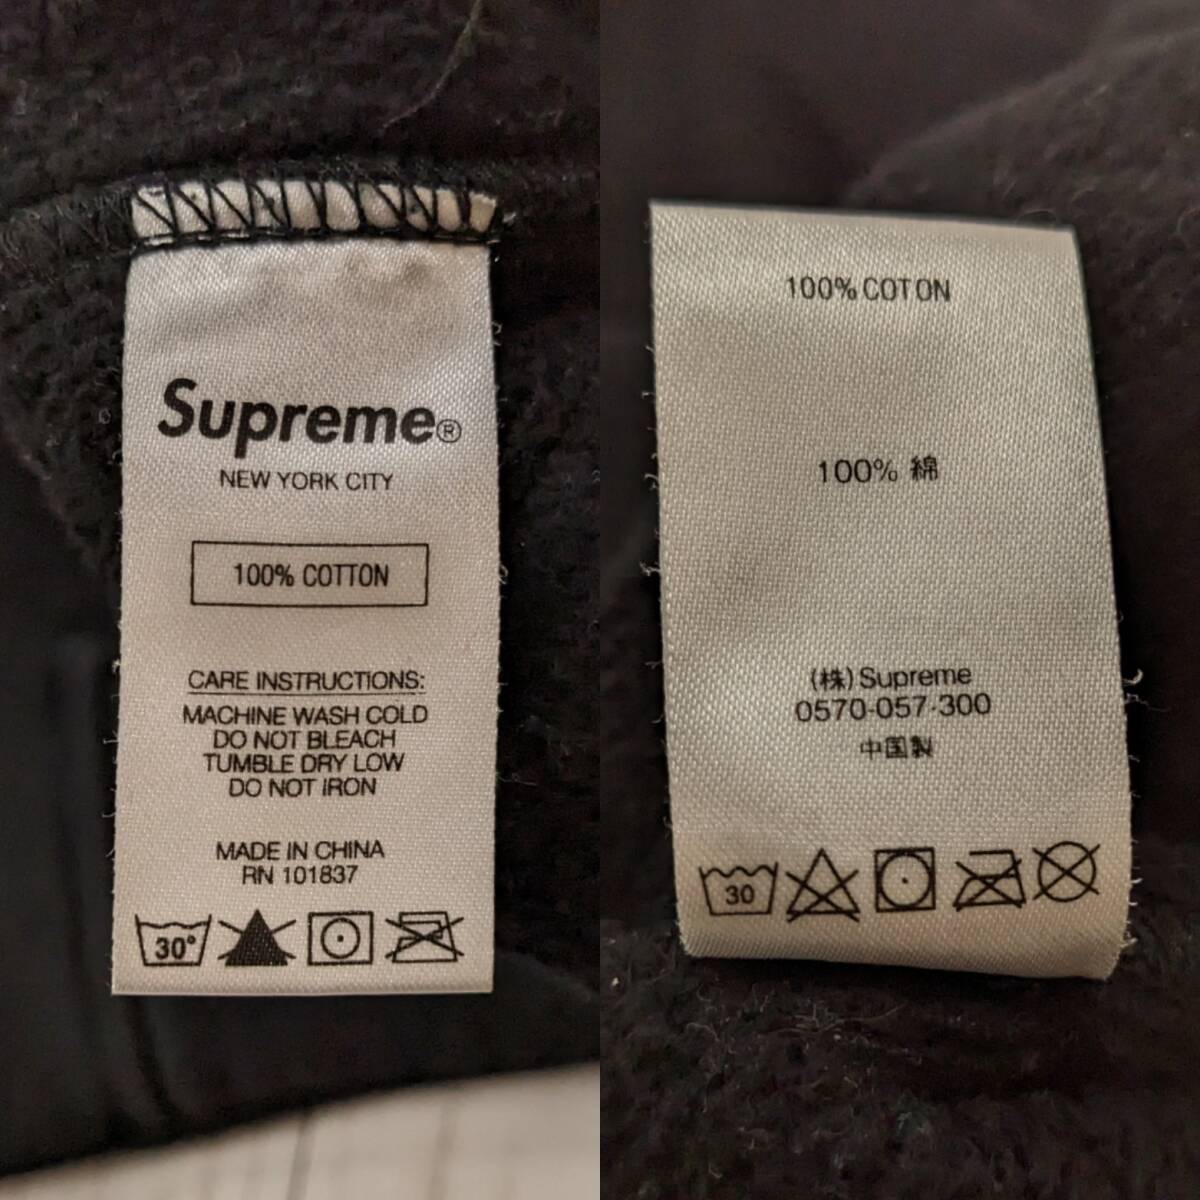 Supreme®
NEW YORK CITY
100% COTTON
CARE INSTRUCTIONS:
MACHINE WASH COLD
DO NOT BLEACH
TUMBLE DRY LOW
DO NOT IRON
MADE IN CHINA
RN 101837
30°
100% COTON
100% 綿
(株) Supreme
0570-057-300
中国製
30